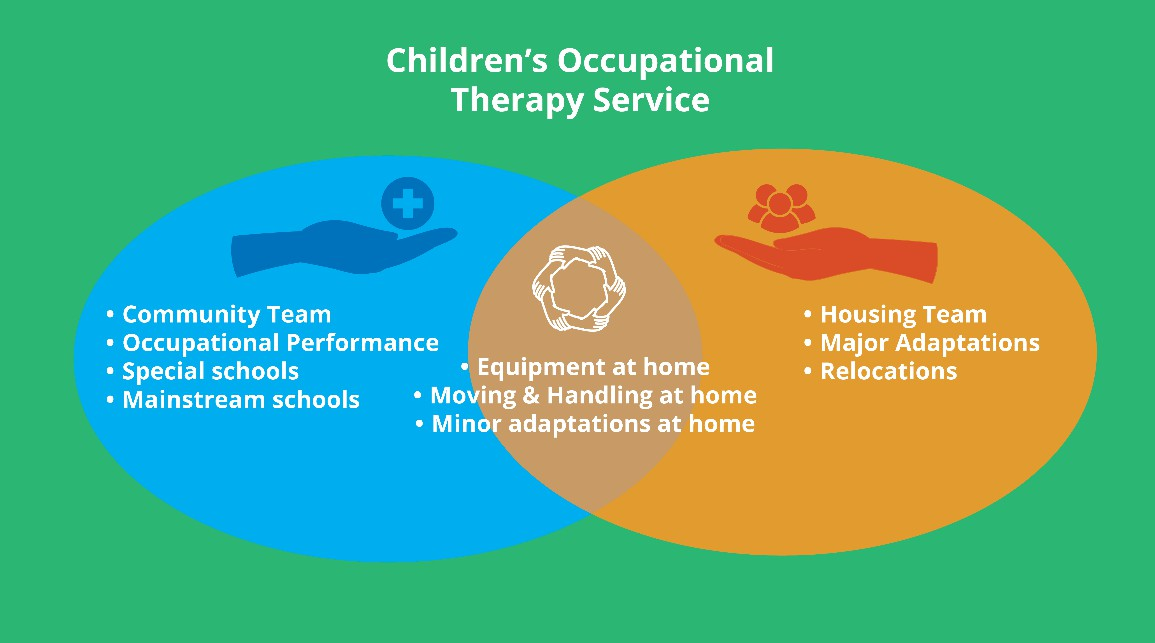 Children’s Occupational
Therapy Service
• Community Team
• Occupational Performance
• Special schools
• Mainstream schools
• Equipment at home
• Moving & Handling at home
• Minor adaptations at home
• Housing Team
• Major Adaptations
• Relocations